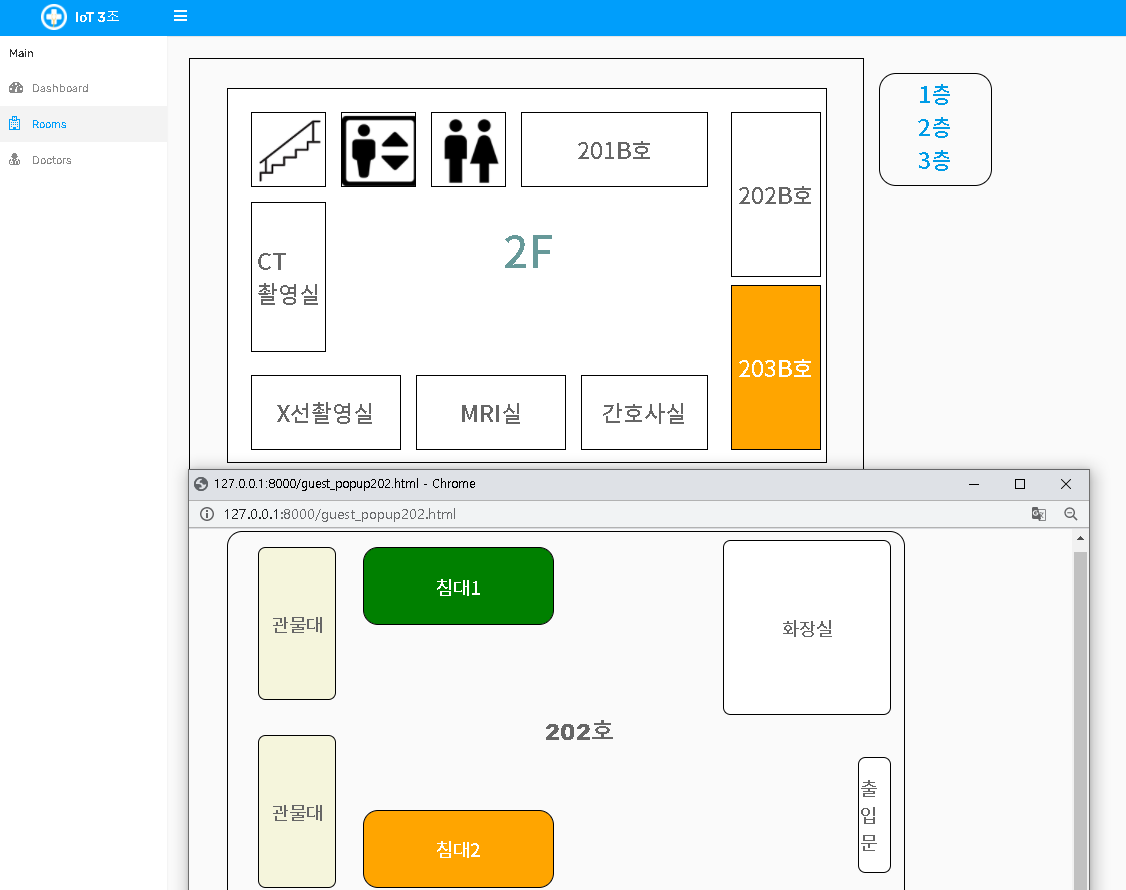 IoT 3조
Main
Dashboard
Rooms
Doctors
1층
2층
3층
201B호
202B호
CT
촬영실
2F
203B호
X선촬영실
MRI실
간호사실
127.0.0.1:8000/guest_popup202.html - Chrome
127.0.0.1:8000/guest_popup202.html
관물대
침대1
화장실
202호
관물대
침대2
출
입
문